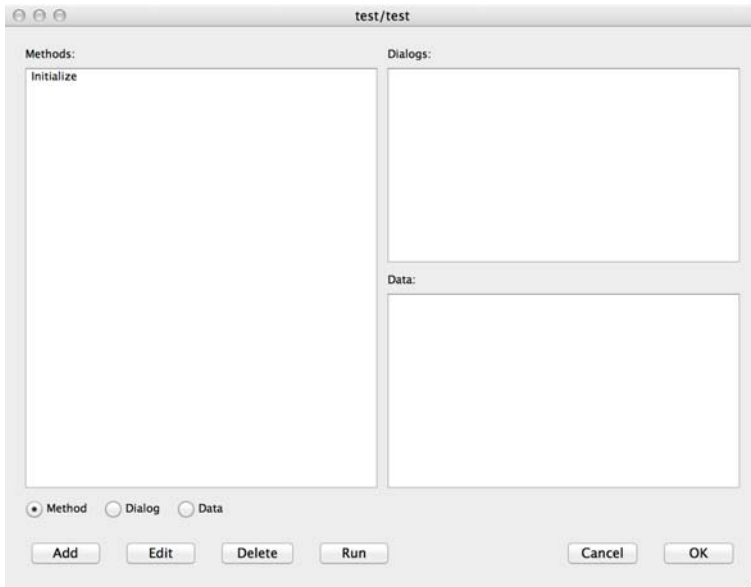 test/test
Methods:
Dialogs:
Initialize
Data:
Method Dialog Data
Add Edit Delete Run Cancel OK